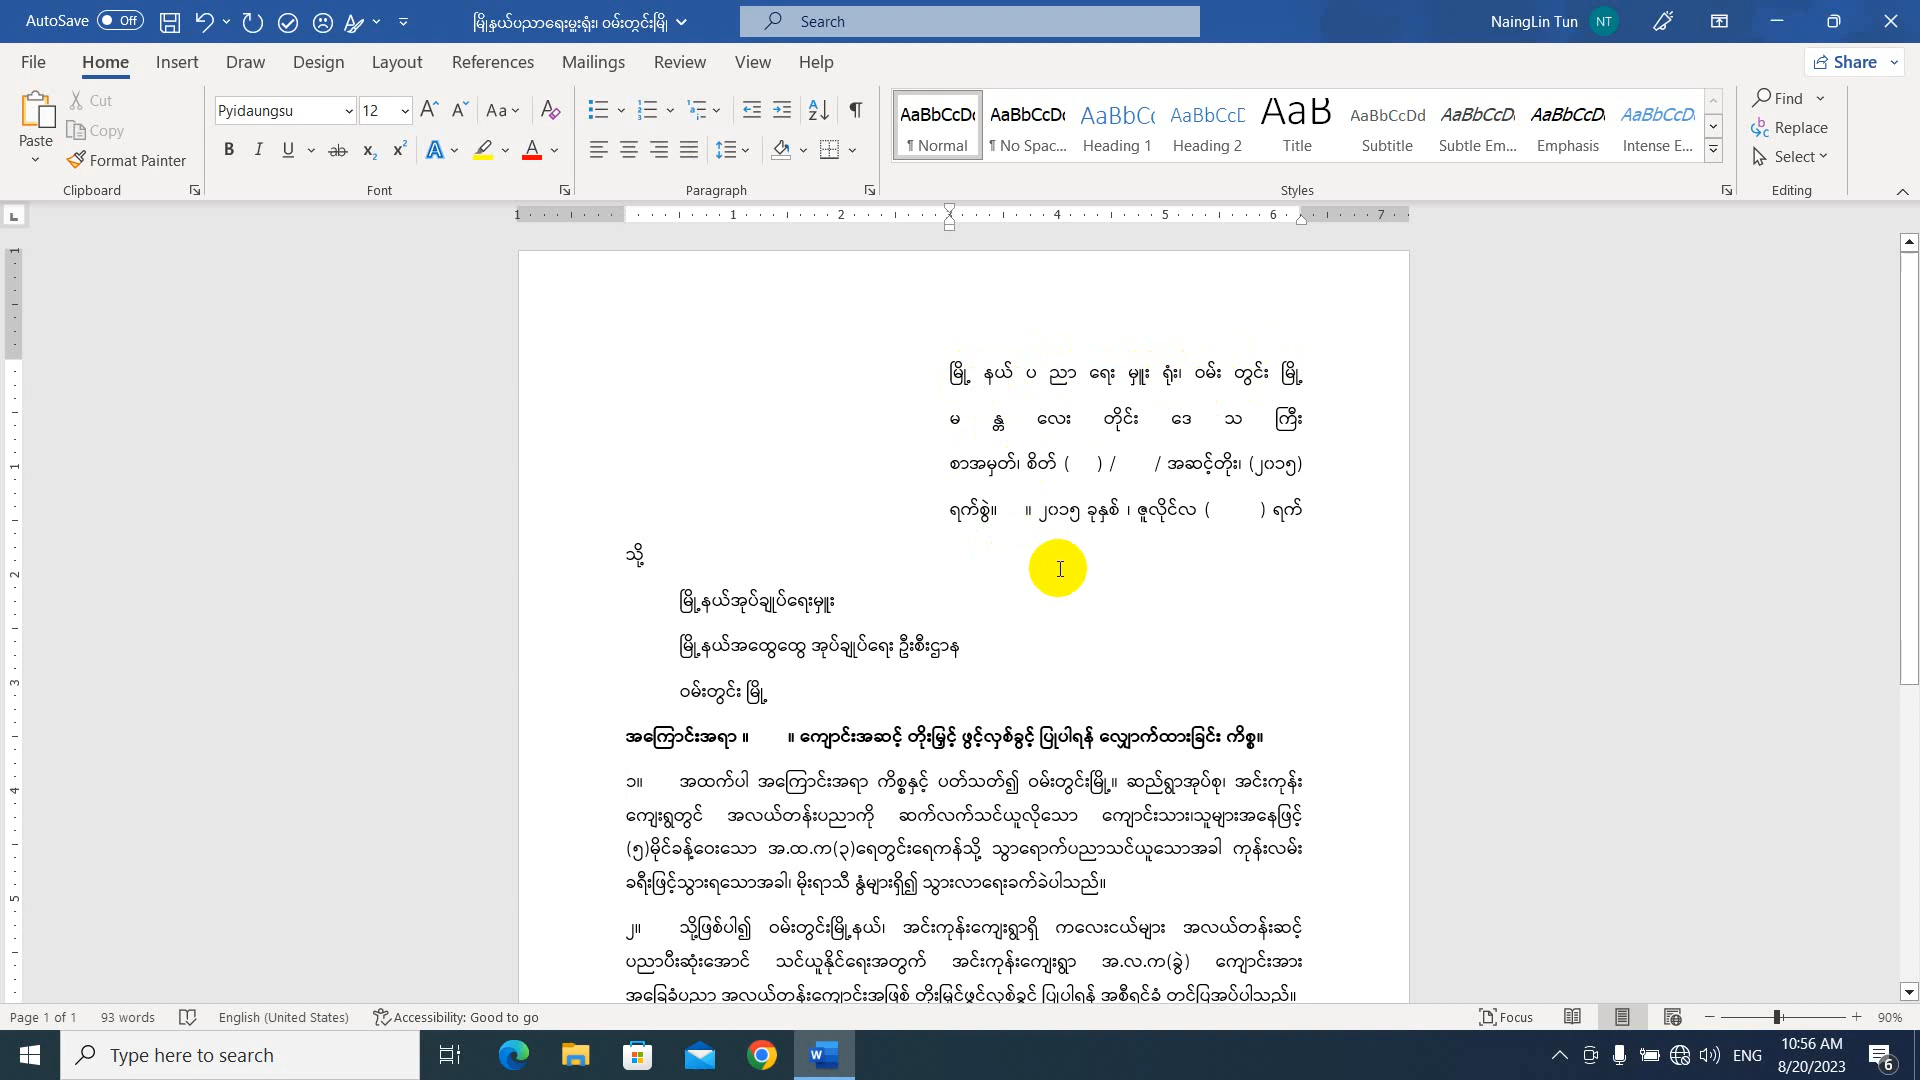 AutoSave Off
မြို့နယ်ပညာရေးမှူးရုံး၊ ဝမ်းတွင်းမြို့
Search
NaingLin Tun NT
File Home Insert Draw Design Layout References Mailings Review View Help
Share
Paste
Cut
Copy
Format Painter
Clipboard
Pyidaungsu 12
Font
Paragraph
AaBbCcDc AaBbCcDc AaBbCc AaBbCcD AaB AaBbCcDd AaBbCcD AaBbCcD AaBbCcD
¶ Normal ¶ No Spac... Heading 1 Heading 2 Title Subtitle Subtle Em... Emphasis Intense E...
Styles
Find
Replace
Select
Editing
1 1 2 4 5 6 7
မြို့ နယ် ပ ညာ ရေး မှူး ရုံး၊ ဝမ်း တွင်း မြို့
မ န္တ လေး တိုင်း ဒေ သ ကြီး
စာအမှတ်၊ စိတ် ( ) / / အဆင့်တိုး၊ (၂၀၁၅)
ရက်စွဲ။ ။ ၂၀၁၅ ခုနှစ် ၊ ဇူလိုင်လ ( ) ရက်
သို့
မြို့နယ်အုပ်ချုပ်ရေးမှူး
မြို့နယ်အထွေထွေ အုပ်ချုပ်ရေး ဦးစီးဌာန
ဝမ်းတွင်း မြို့
အကြောင်းအရာ ။ ။ ကျောင်းအဆင့် တိုးမြှင့် ဖွင့်လှစ်ခွင့် ပြုပါရန် လျှောက်ထားခြင်း ကိစ္စ။
၁။ အထက်ပါ အကြောင်းအရာ ကိစ္စနှင့် ပတ်သတ်၍ ဝမ်းတွင်းမြို့။ ဆည်ရွာအုပ်စု၊ အင်းကုန်း
ကျေးရွတွင် အလယ်တန်းပညာကို ဆက်လက်သင်ယူလိုသော ကျောင်းသား၊သူများအနေဖြင့်
(၅)မိုင်ခန့်ဝေးသော အ.ထ.က(၃)ရေတွင်းရေကန်သို့ သွာရောက်ပညာသင်ယူသောအခါ ကုန်းလမ်း
ခရီးဖြင့်သွားရသောအခါ၊ မိုးရာသီ နွံများရှိ၍ သွားလာရေးခက်ခဲပါသည်။
၂။ သို့ဖြစ်ပါ၍ ဝမ်းတွင်းမြို့နယ်၊ အင်းကုန်းကျေးရွာရှိ ကလေးငယ်များ အလယ်တန်းဆင့်
ပညာပီးဆုံးအောင် သင်ယူနိုင်ရေးအတွက် အင်းကုန်းကျေးရွာ အ.လ.က(ခွဲ) ကျောင်းအား
အခြေခံပညာ အလယ်တန်းကျောင်းအဖြစ် တိုးမြှင့်ဖွင့်လှစ်ခွင့် ပြုပါရန် အစီရင်ခံ တင်ပြအပ်ပါသည်။
Page 1 of 1 93 words English (United States) Accessibility: Good to go Focus 90%
Type here to search
ENG
10:56 AM
8/20/2023
6